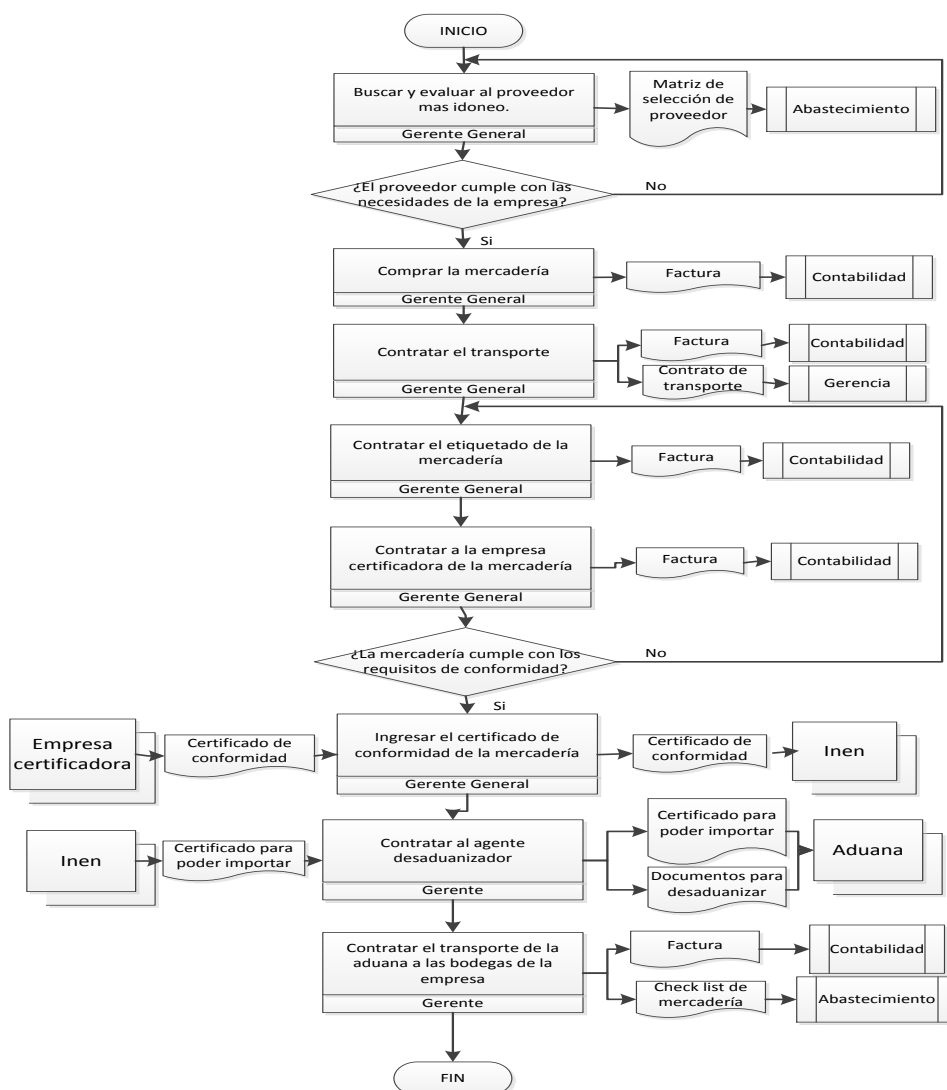 INICIO
Buscar y evaluar al proveedor
mas idoneo.
Gerente General
Matriz de
selección de
proveedor
Abastecimiento
¿El proveedor cumple con las
necesidades de la empresa?
No
Si
Comprar la mercadería
Gerente General
Factura
Contabilidad
Contratar el transporte
Gerente General
Factura
Contabilidad
Contrato de
transporte
Gerencia
Contratar el etiquetado de la
mercadería
Gerente General
Factura
Contabilidad
Contratar a la empresa
certificadora de la mercadería
Gerente General
Factura
Contabilidad
¿La mercadería cumple con los
requisitos de conformidad?
No
Si
Empresa
certificadora
Certificado de
conformidad
Ingresar el certificado de
conformidad de la mercadería
Gerente General
Certificado de
conformidad
Inen
Inen
Certificado para
poder importar
Contratar al agente
desaduanizador
Gerente
Certificado para
poder importar
Documentos para
desaduanizar
Aduana
Contratar el transporte de la
aduana a las bodegas de la
empresa
Gerente
Factura
Contabilidad
Check list de
mercadería
Abastecimiento
FIN